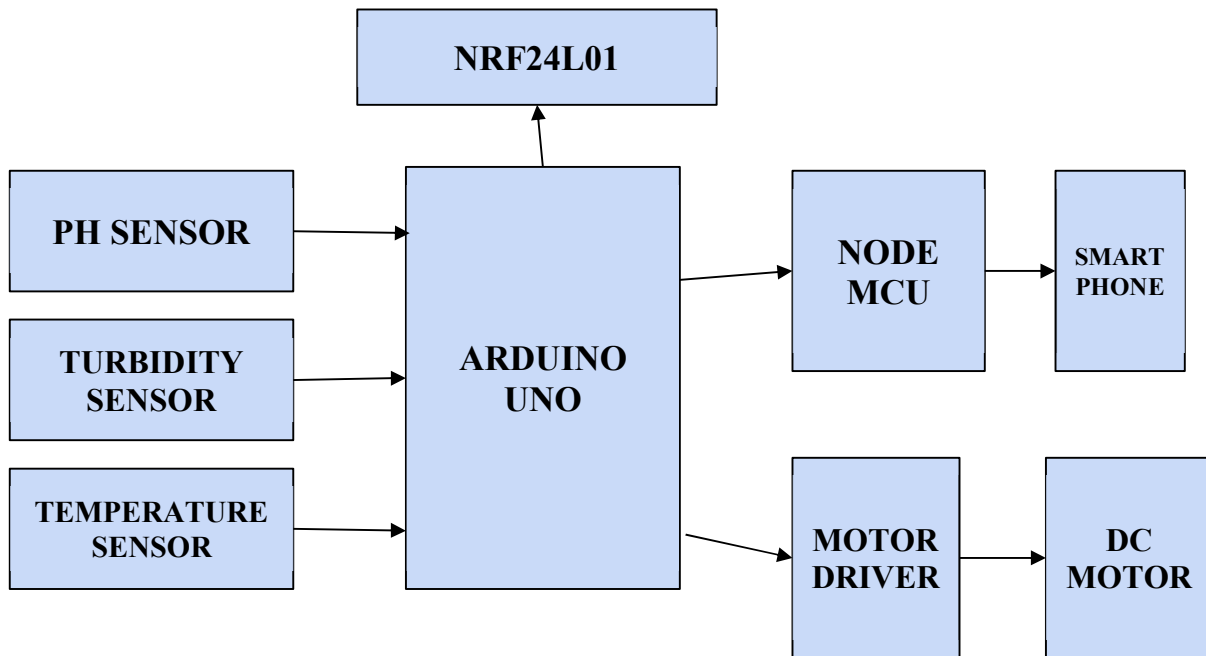 NRF24L01
PH SENSOR
TURBIDITY
SENSOR
TEMPERATURE
SENSOR
ARDUINO
UNO
NODE
MCU
SMART
PHONE
MOTOR
DRIVER
DC
MOTOR